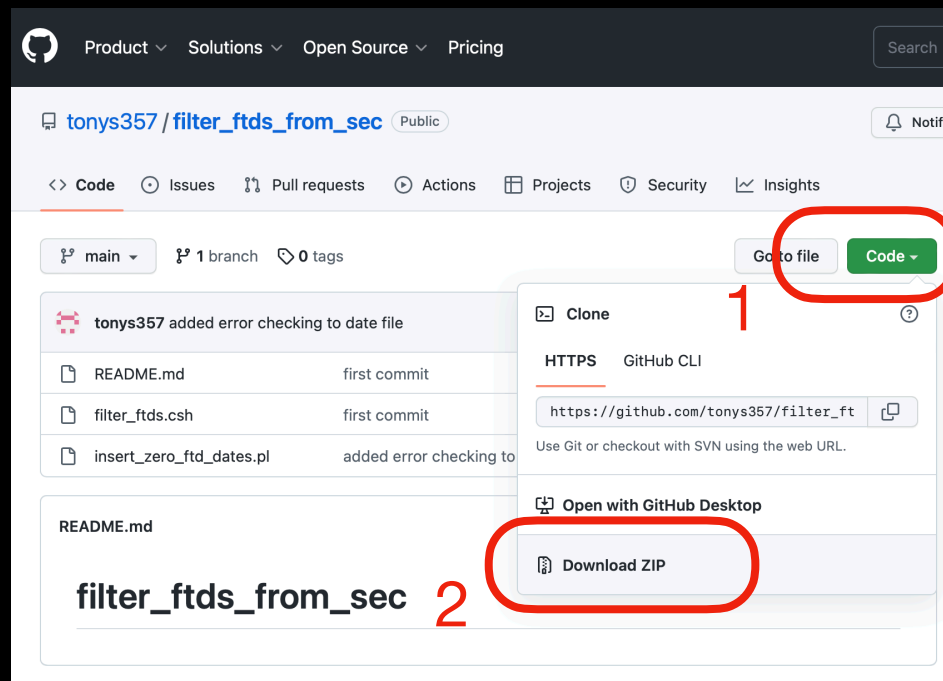 Product Solutions Open Source Pricing Search
tonys357 / filter_ftds_from_sec Public Notif
Code Issues Pull requests Actions Projects Security Insights
main 1 branch 0 tags Go to file Code
1
tonys357 added error checking to date file
README.md first commit
filter_ftds.csh first commit
insert_zero_ftd_dates.pl added error checking to
Clone
HTTPS GitHub CLI
https://github.com/tonys357/filter_ft
Use Git or checkout with SVN using the web URL.
Open with GitHub Desktop
Download ZIP
README.md
filter_ftds_from_sec
2